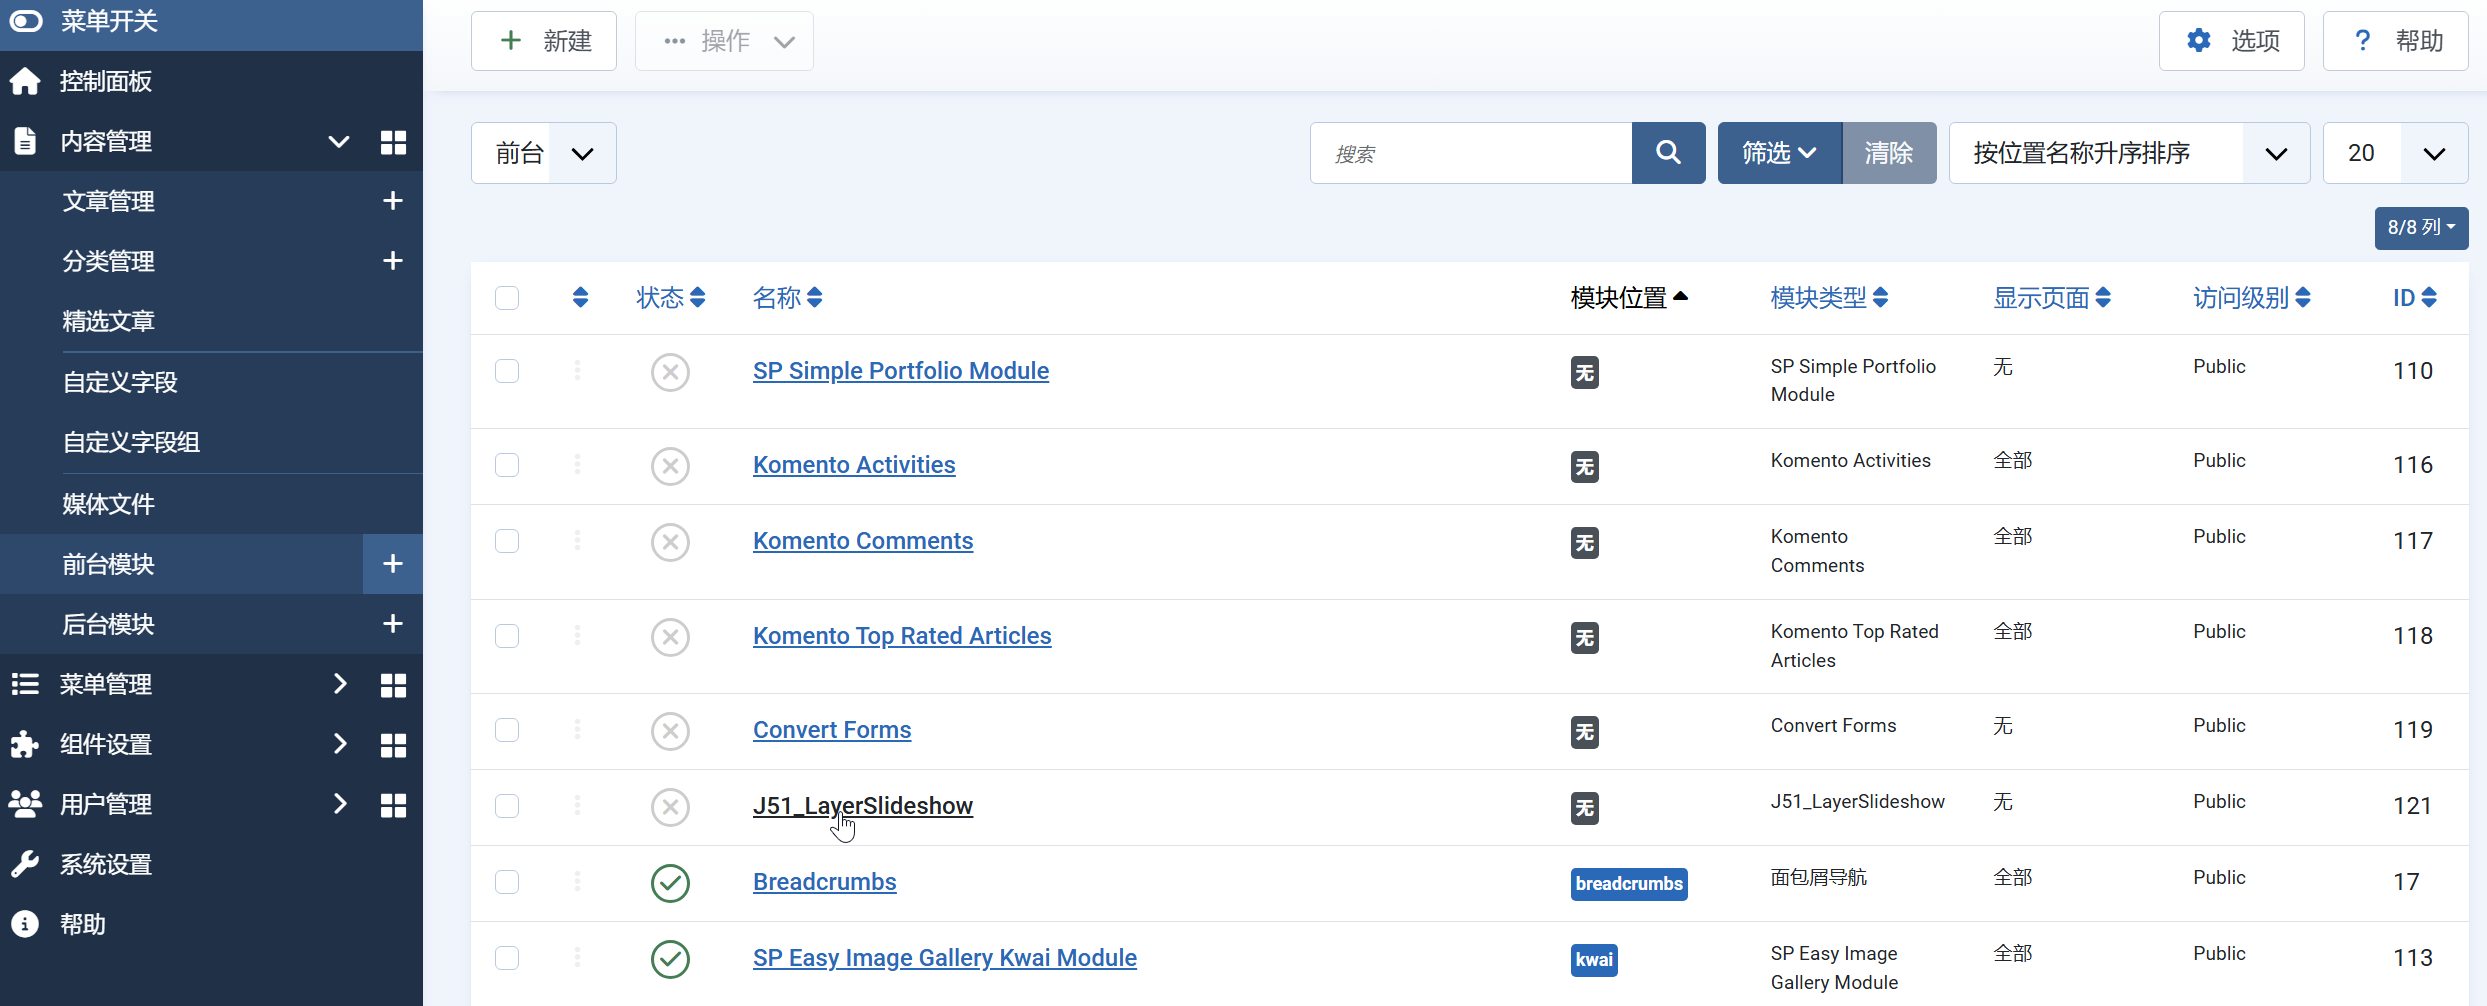 菜单开关
控制面板
内容管理
文章管理
分类管理
精选文章
自定义字段
自定义字段组
媒体文件
前台模块
后台模块
菜单管理
组件设置
用户管理
系统设置
帮助
新建 操作 选项 帮助
前台 搜索 筛选 清除 按位置名称升序排序 20
8/8 列
状态 名称 模块位置 模块类型 显示页面 访问级别 ID
SP Simple Portfolio Module 无 SP Simple Portfolio 无 Public 110
Module
Komento Activities 无 Komento Activities 全部 Public 116
Komento Comments 无 Komento 全部 Public 117
Comments
Komento Top Rated Articles 无 Komento Top Rated 全部 Public 118
Articles
Convert Forms 无 Convert Forms 无 Public 119
J51_LayerSlideshow 无 J51_LayerSlideshow 无 Public 121
Breadcrumbs breadcrumbs 面包屑导航 全部 Public 17
SP Easy Image Gallery Kwai Module kwai SP Easy Image 全部 Public 113
Gallery Module